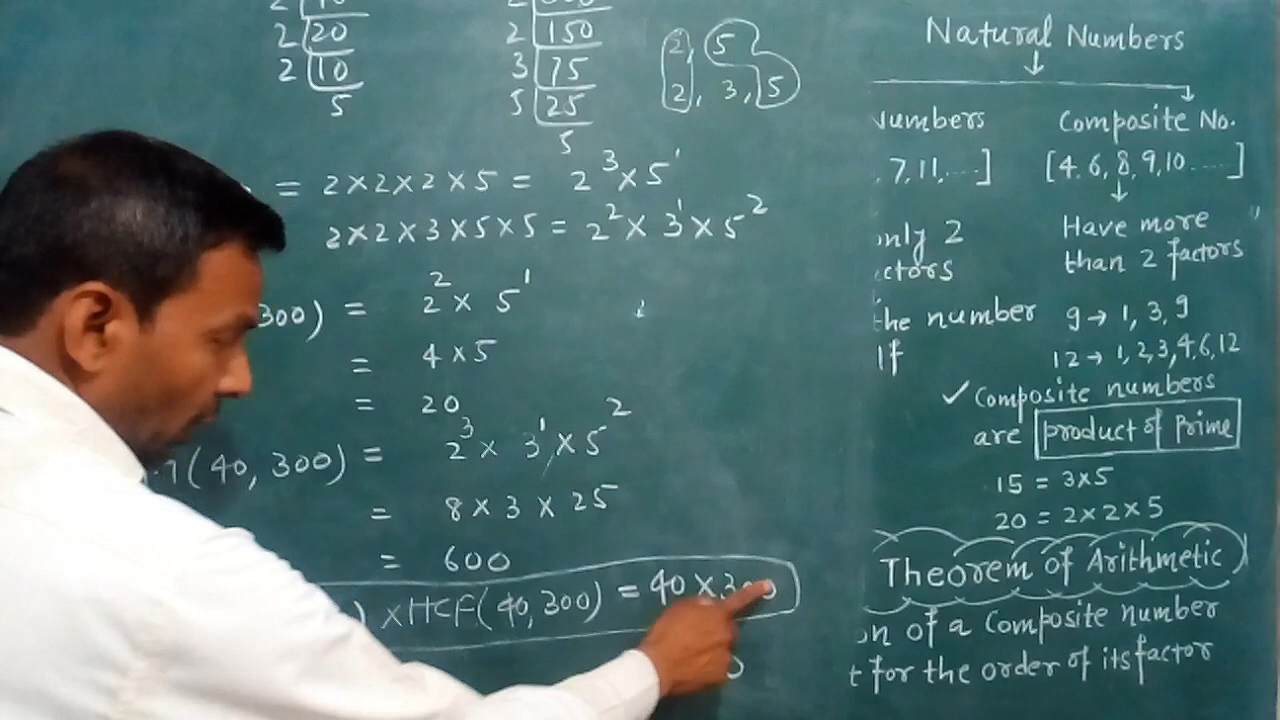 2 20
2 10
5
2 150
3 75
5 25
5
2, 5
2, 3, 5
= 2×2×2×5 = 2³×5¹
2×2×3×5×5 = 2²×3¹×5²
300) = 2²×5¹
= 4×5
= 20
(40, 300) = 2³×3¹×5²
= 8×3×25
= 600
) ×HCF(40, 300) = 40×300
Natural Numbers
Numbers
7, 11, ....]
only 2
the number
If
Composite No.
[4, 6, 8, 9, 10 ......]
Have more
than 2 factors
9→1, 3, 9
12→1, 2, 3, 4, 6, 12
✓ Composite numbers
are product of Prime
15 = 3×5
20 = 2×2×5
Theorem of Arithmetic
of a Composite number
for the order of its factor